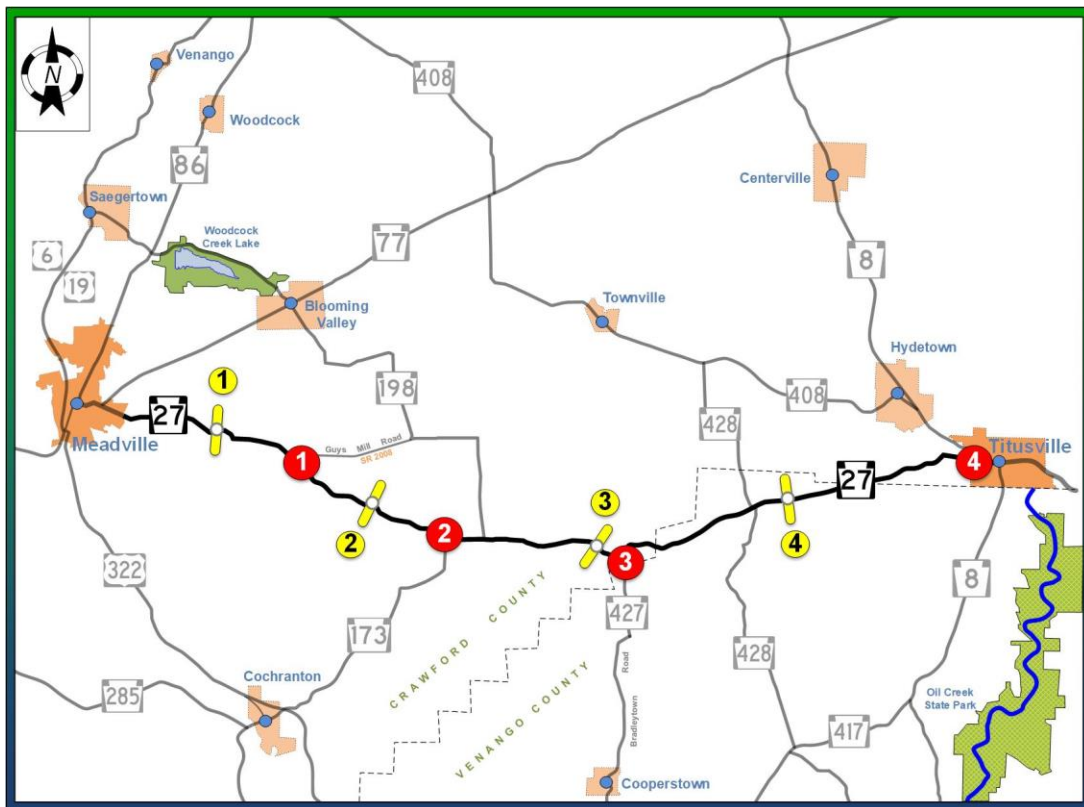 N
Venango
408
Woodcock
86
Centerville
Saegertown
Woodcock
Creek Lake
77
6
8
19
Blooming
Valley
Townville
Hydetown
1
198
408
27
428
Meadville
Guys Mill Road
SR 2008
1
4
Titusville
27
2
3
2
4
3
322
CRAWFORD COUNTY
427
8
173
VENANGO COUNTY
Bradleytown Road
428
Cochranton
285
Oil Creek
State Park
417
Cooperstown